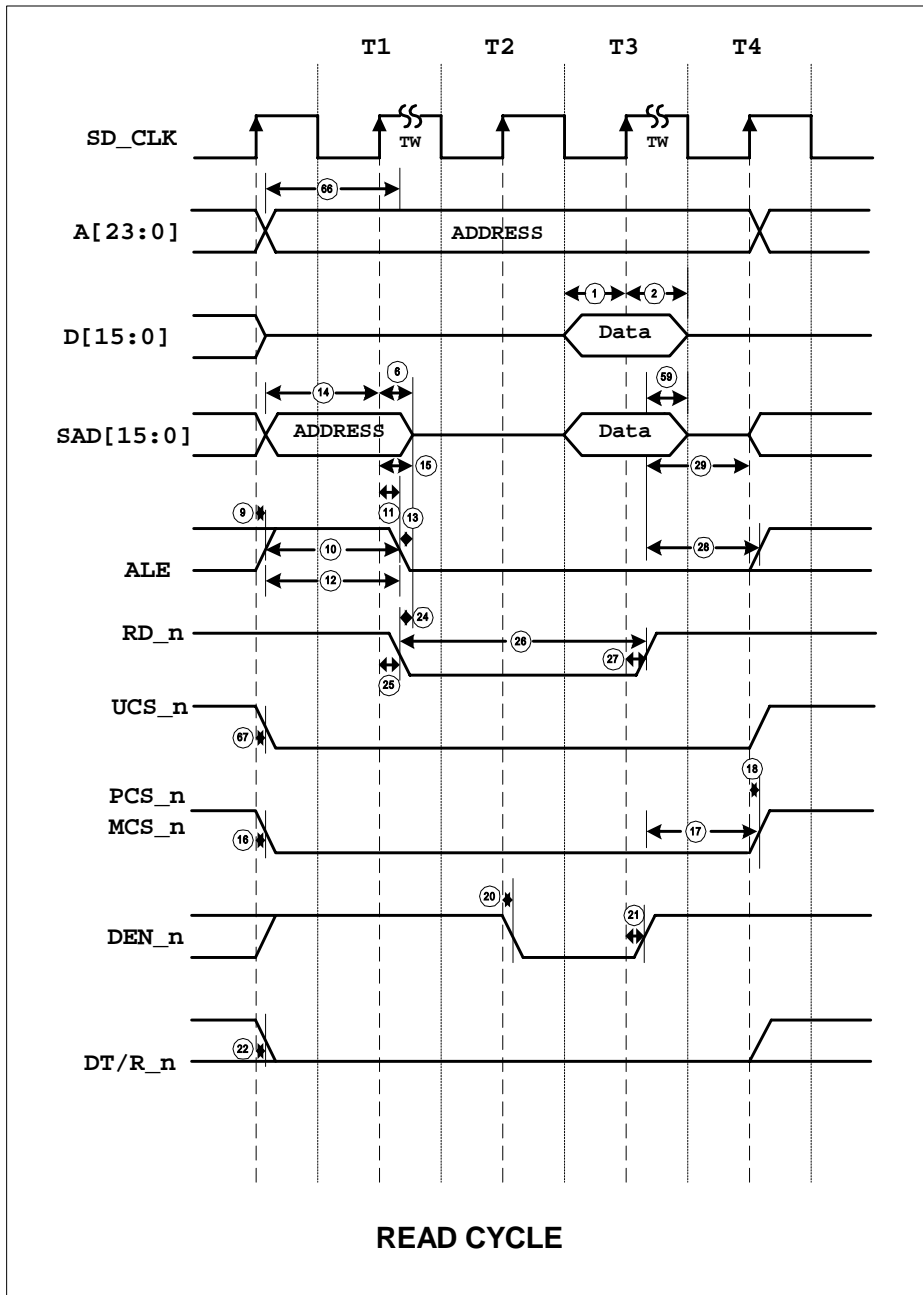 T1 T2 T3 T4
SD_CLK TW TW
66
A[23:0] ADDRESS
1 2
D[15:0] Data
6 59
14
SAD[15:0] ADDRESS Data
15 29
9 11 13
10 28
ALE 12
24
RD_n 26
27
25
UCS_n
67
18
PCS_n
MCS_n 17
16
20 21
DEN_n
22
DT/R_n
READ CYCLE